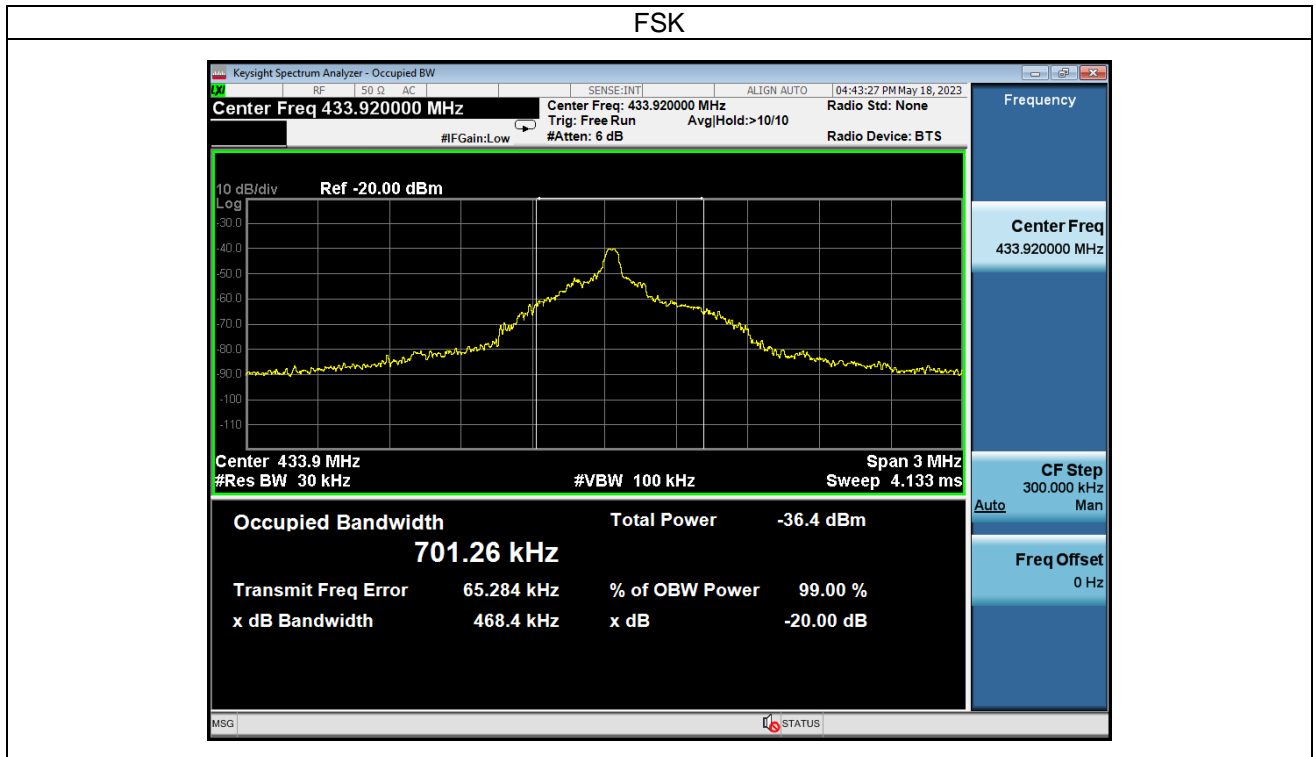 FSK
Keysight Spectrum Analyzer - Occupied BW
LXI RF 50 Ω AC SENSE:INT ALIGN AUTO 04:43:27 PM May 18, 2023
Center Freq 433.920000 MHz Center Freq: 433.920000 MHz Radio Std: None
Trig: Free Run Avg|Hold:>10/10
#IFGain:Low #Atten: 6 dB Radio Device: BTS
10 dB/div Ref -20.00 dBm
Log
-30.0
-40.0
-50.0
-60.0
-70.0
-80.0
-90.0
-100
-110
Center 433.9 MHz Span 3 MHz
#Res BW 30 kHz #VBW 100 kHz Sweep 4.133 ms
Occupied Bandwidth Total Power -36.4 dBm
701.26 kHz
Transmit Freq Error 65.284 kHz % of OBW Power 99.00 %
x dB Bandwidth 468.4 kHz x dB -20.00 dB
Frequency
Center Freq
433.920000 MHz
CF Step
300.000 kHz
Auto Man
Freq Offset
0 Hz
MSG STATUS